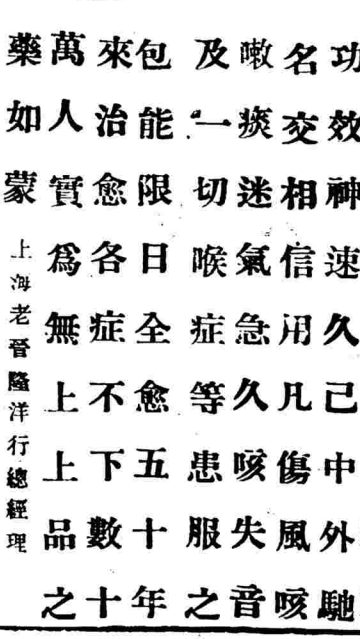 功效神速久已中外馳
名交相信用凡傷風咳
嗽痰迷氣急久咳失音
及一切喉症等患服之
包能限日全愈五十年
來治愈各症不下數十
萬人實為無上上品之
藥如蒙
上海老晉隆洋行總經理